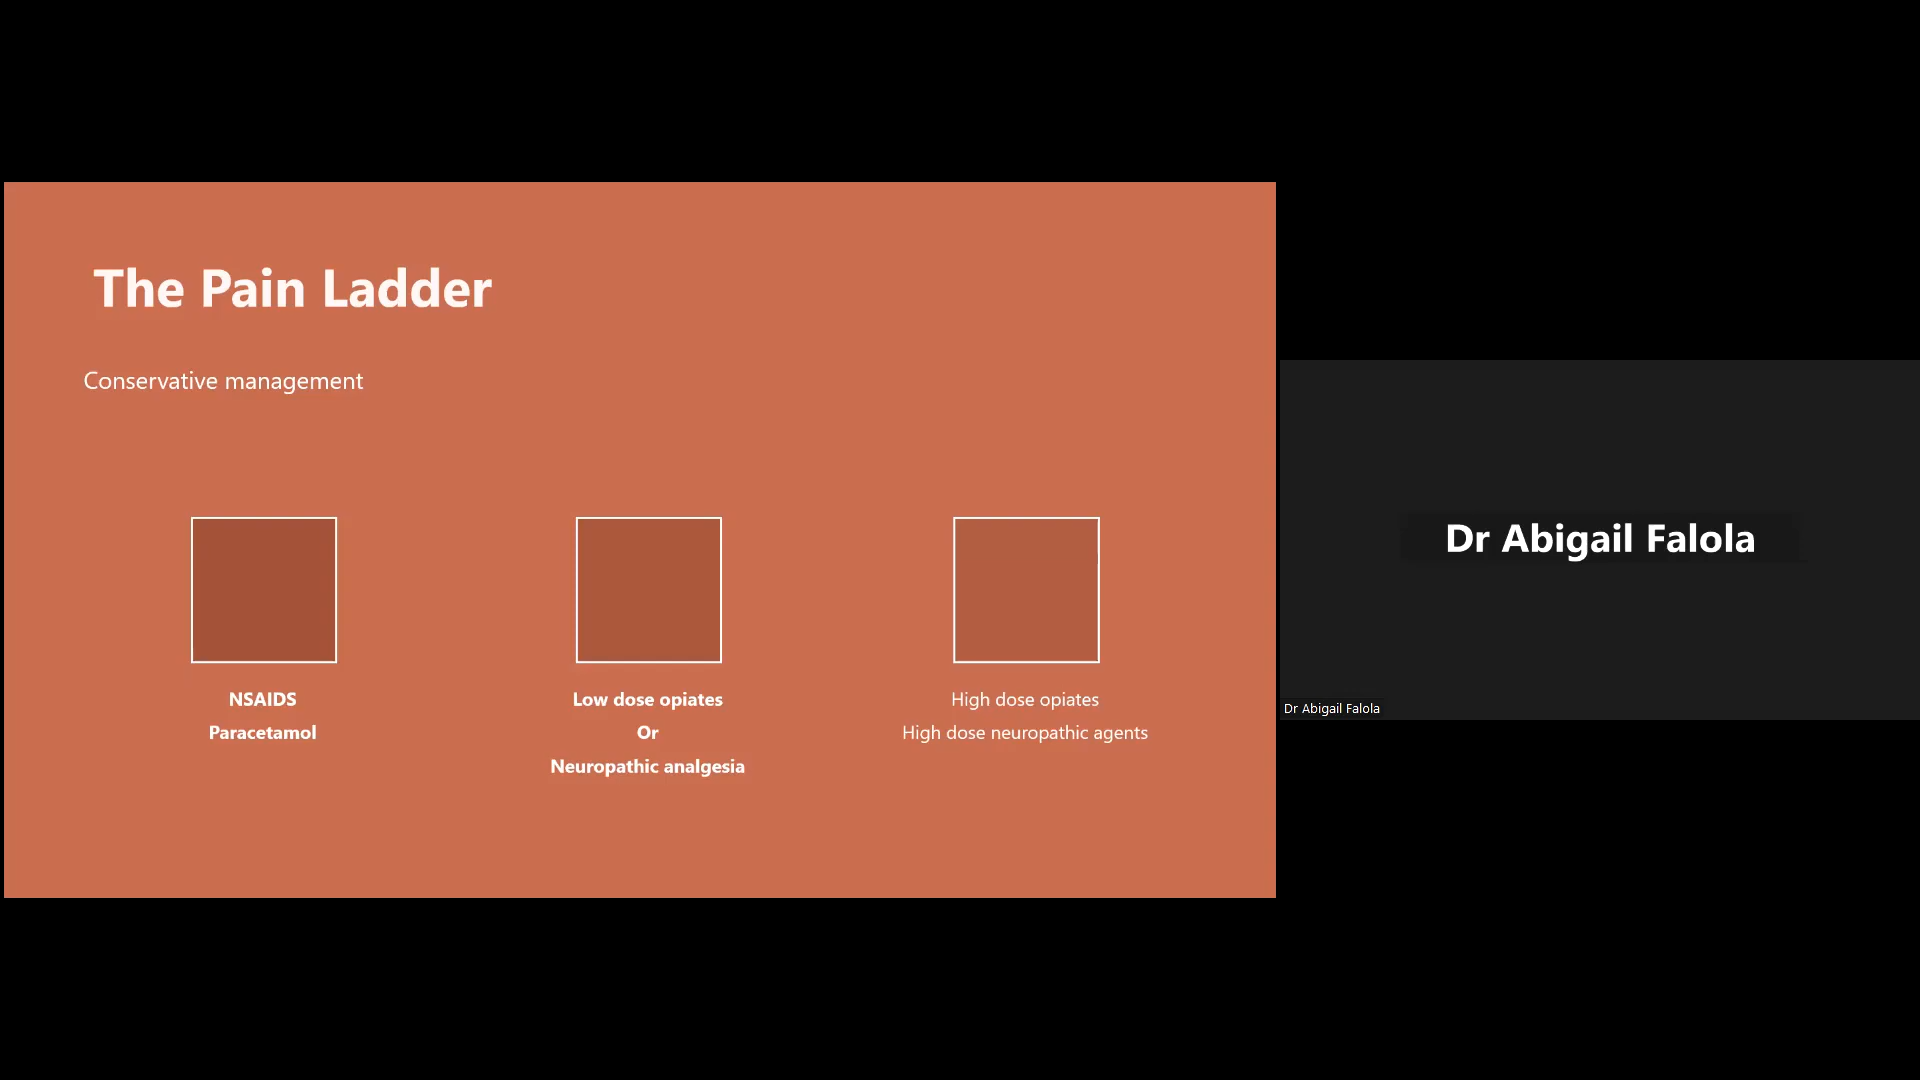 The Pain Ladder
Conservative management
NSAIDS
Paracetamol
Low dose opiates
Or
Neuropathic analgesia
High dose opiates
High dose neuropathic agents
Dr Abigail Falola
Dr Abigail Falola